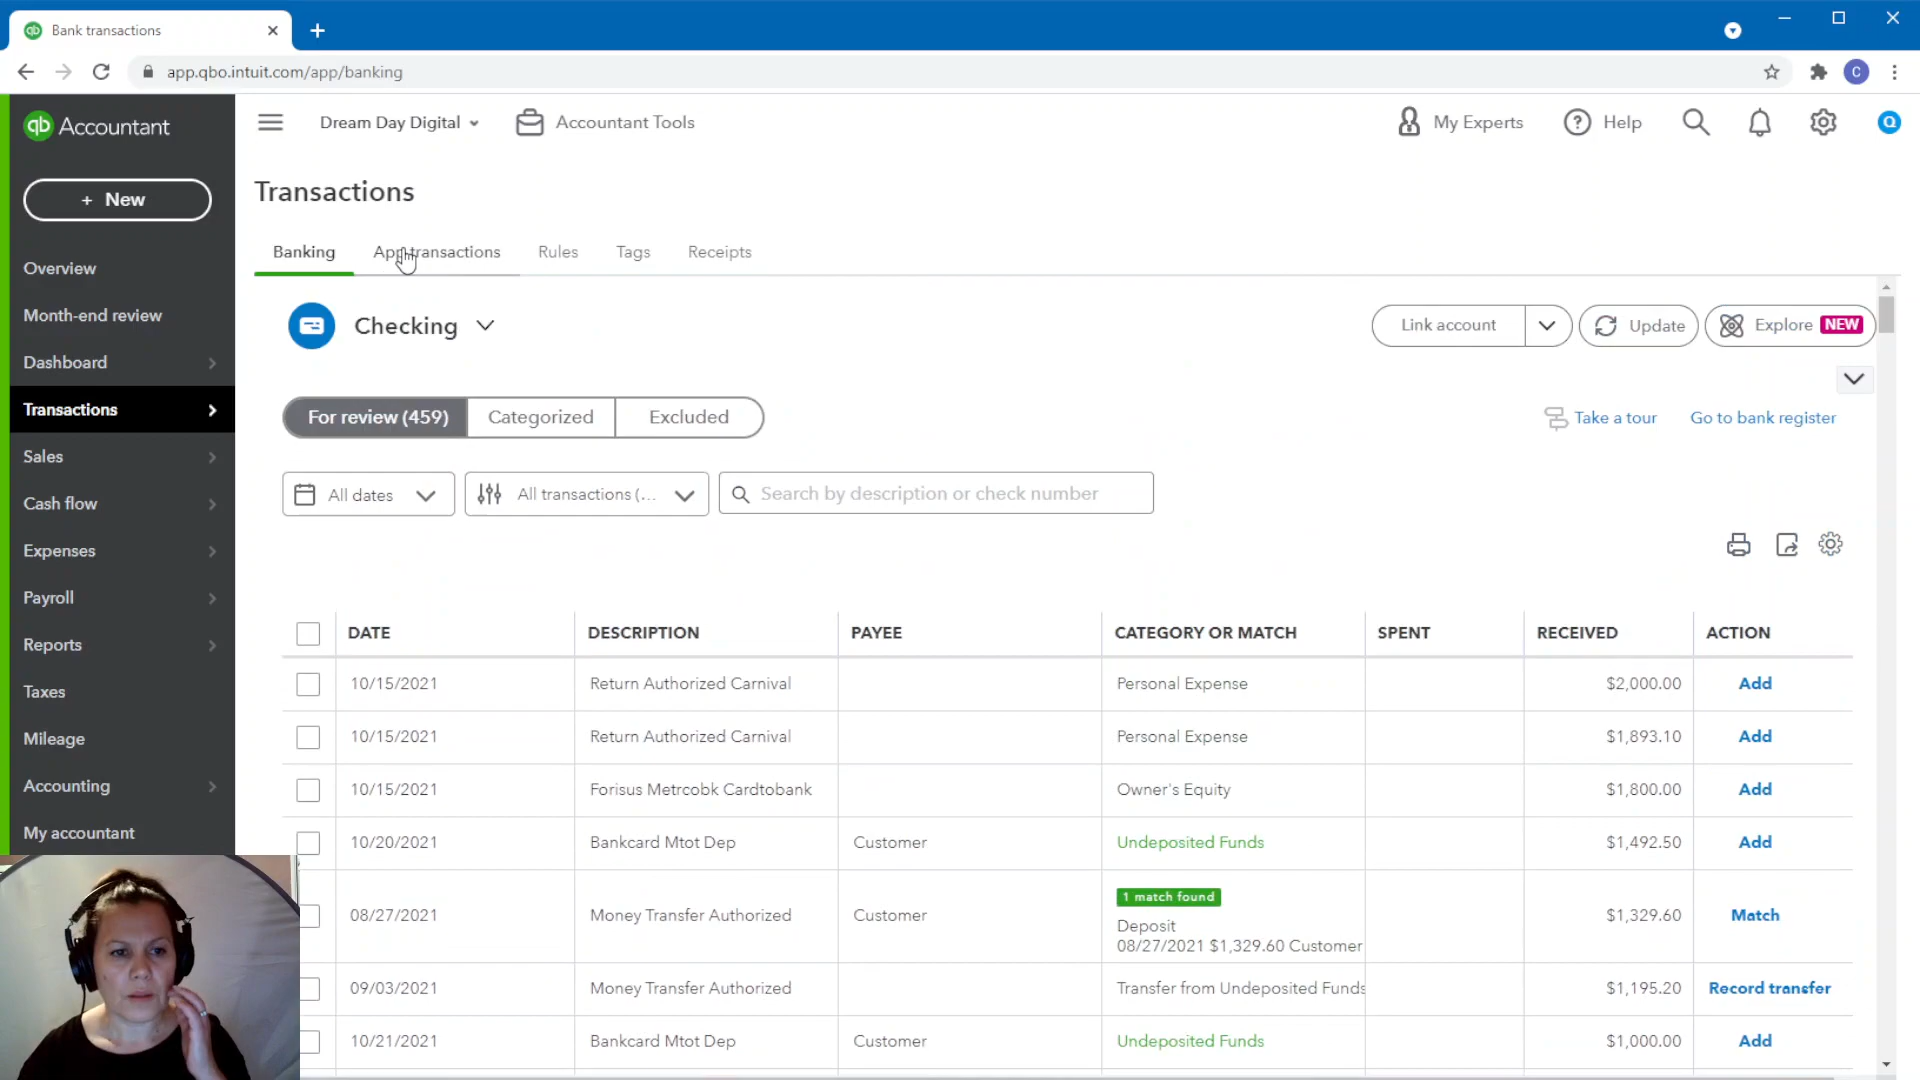 Bank transactions
app.qbo.intuit.com/app/banking
C
qb Accountant
Dream Day Digital
Accountant Tools
My Experts
Help
Q
+ New
Overview
Month-end review
Dashboard
Transactions
Sales
Cash flow
Expenses
Payroll
Reports
Taxes
Mileage
Accounting
My accountant
Transactions
Banking App transactions Rules Tags Receipts
Checking
Link account Update Explore NEW
For review (459) Categorized Excluded
Take a tour Go to bank register
All dates All transactions (... Search by description or check number
DATE DESCRIPTION PAYEE CATEGORY OR MATCH SPENT RECEIVED ACTION
10/15/2021 Return Authorized Carnival Personal Expense $2,000.00 Add
10/15/2021 Return Authorized Carnival Personal Expense $1,893.10 Add
10/15/2021 Forisus Metrcobk Cardtobank Owner's Equity $1,800.00 Add
10/20/2021 Bankcard Mtot Dep Customer Undeposited Funds $1,492.50 Add
1 match found
08/27/2021 Money Transfer Authorized Customer Deposit $1,329.60 Match
08/27/2021 $1,329.60 Customer
09/03/2021 Money Transfer Authorized Transfer from Undeposited Funds $1,195.20 Record transfer
10/21/2021 Bankcard Mtot Dep Customer Undeposited Funds $1,000.00 Add